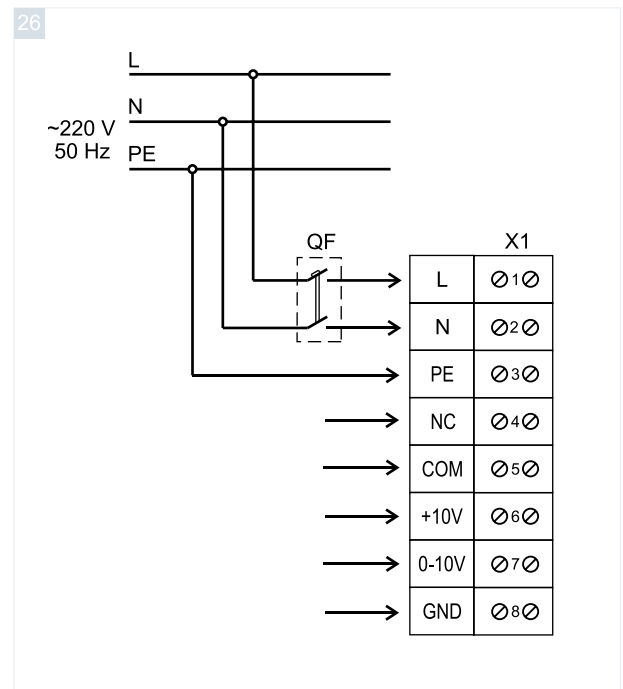 26
L
N
~220 V
50 Hz
PE
QF
X1
L 1
N 2
PE 3
NC 4
COM 5
+10V 6
0-10V 7
GND 8